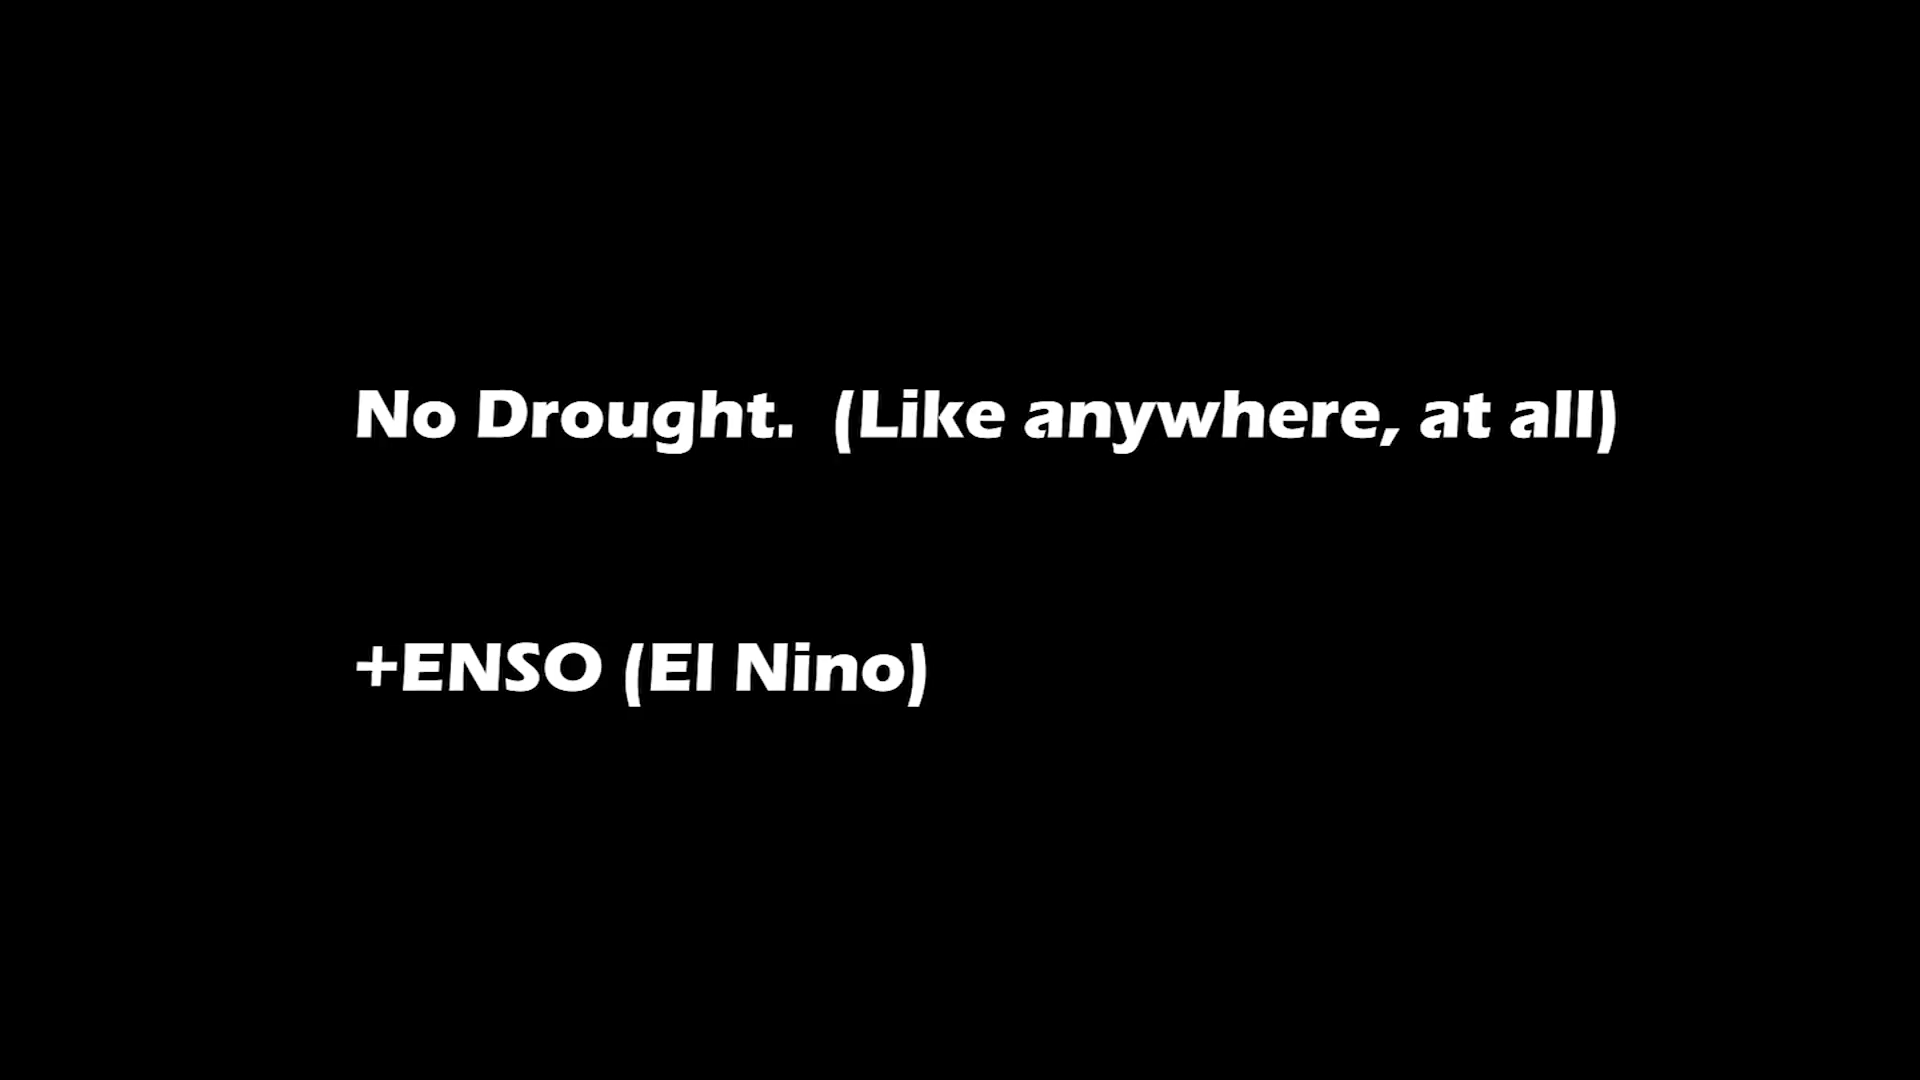 No Drought.  (Like anywhere, at all)
+ENSO (El Nino)